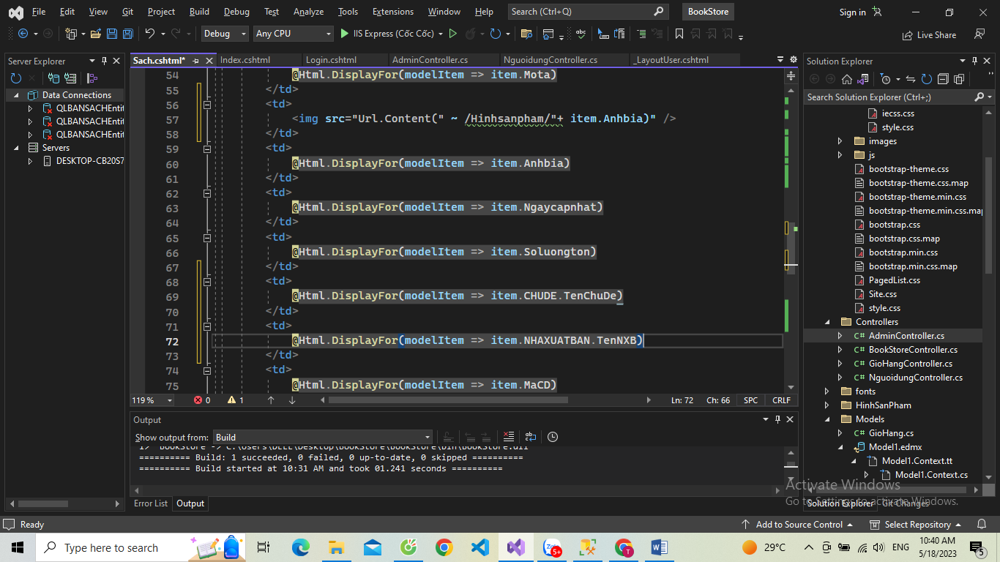 File Edit View Git Project Build Debug Test Analyze Tools Extensions Window Help Search (Ctrl+Q) BookStore Sign in
Debug Any CPU IIS Express (Cốc Cốc) Live Share
Server Explorer
Data Connections
QLBANSACHEntit
QLBANSACHEntit
QLBANSACHEntit
Servers
DESKTOP-CB20S7
Sach.cshtml* Index.cshtml Login.cshtml AdminController.cs NguoidungController.cs _LayoutUser.cshtml
54 @Html.DisplayFor(modelItem => item.Mota)
55 </td>
56 <td>
57 <img src="Url.Content(" ~ /Hinhsanpham/"+ item.Anhbia)" />
58 </td>
59 <td>
60 @Html.DisplayFor(modelItem => item.Anhbia)
61 </td>
62 <td>
63 @Html.DisplayFor(modelItem => item.Ngaycapnhat)
64 </td>
65 <td>
66 @Html.DisplayFor(modelItem => item.Soluongton)
67 </td>
68 <td>
69 @Html.DisplayFor(modelItem => item.CHUDE.TenChuDe)
70 </td>
71 <td>
72 @Html.DisplayFor(modelItem => item.NHAXUATBAN.TenNXB)
73 </td>
74 <td>
75 @Html.DisplayFor(modelItem => item.MaCD)
119 % 0 1 Ln: 72 Ch: 66 SPC CRLF
Output
Show output from: Build
1> BookStore -> C:\Users\DELL\Desktop\BookStore\BookStore\bin\BookStore.dll
========== Build: 1 succeeded, 0 failed, 0 up-to-date, 0 skipped ==========
========== Build started at 10:31 AM and took 01.241 seconds ==========
Error List Output
Solution Explorer
Search Solution Explorer (Ctrl+;)
iecss.css
style.css
images
js
bootstrap-theme.css
bootstrap-theme.css.map
bootstrap-theme.min.css
bootstrap-theme.min.css.map
bootstrap.css
bootstrap.css.map
bootstrap.min.css
bootstrap.min.css.map
PagedList.css
Site.css
style.css
Controllers
C# AdminController.cs
C# BookStoreController.cs
C# GioHangController.cs
C# NguoidungController.cs
fonts
HinhSanPham
Models
C# GioHang.cs
Model1.edmx
Model1.Context.tt
Model1.Context.cs
Solution Explorer Git Changes
Activate Windows
Go to Settings to activate Windows.
Ready Add to Source Control Select Repository
Type here to search 5+ T 29°C ENG 10:40 AM
5/18/2023 5